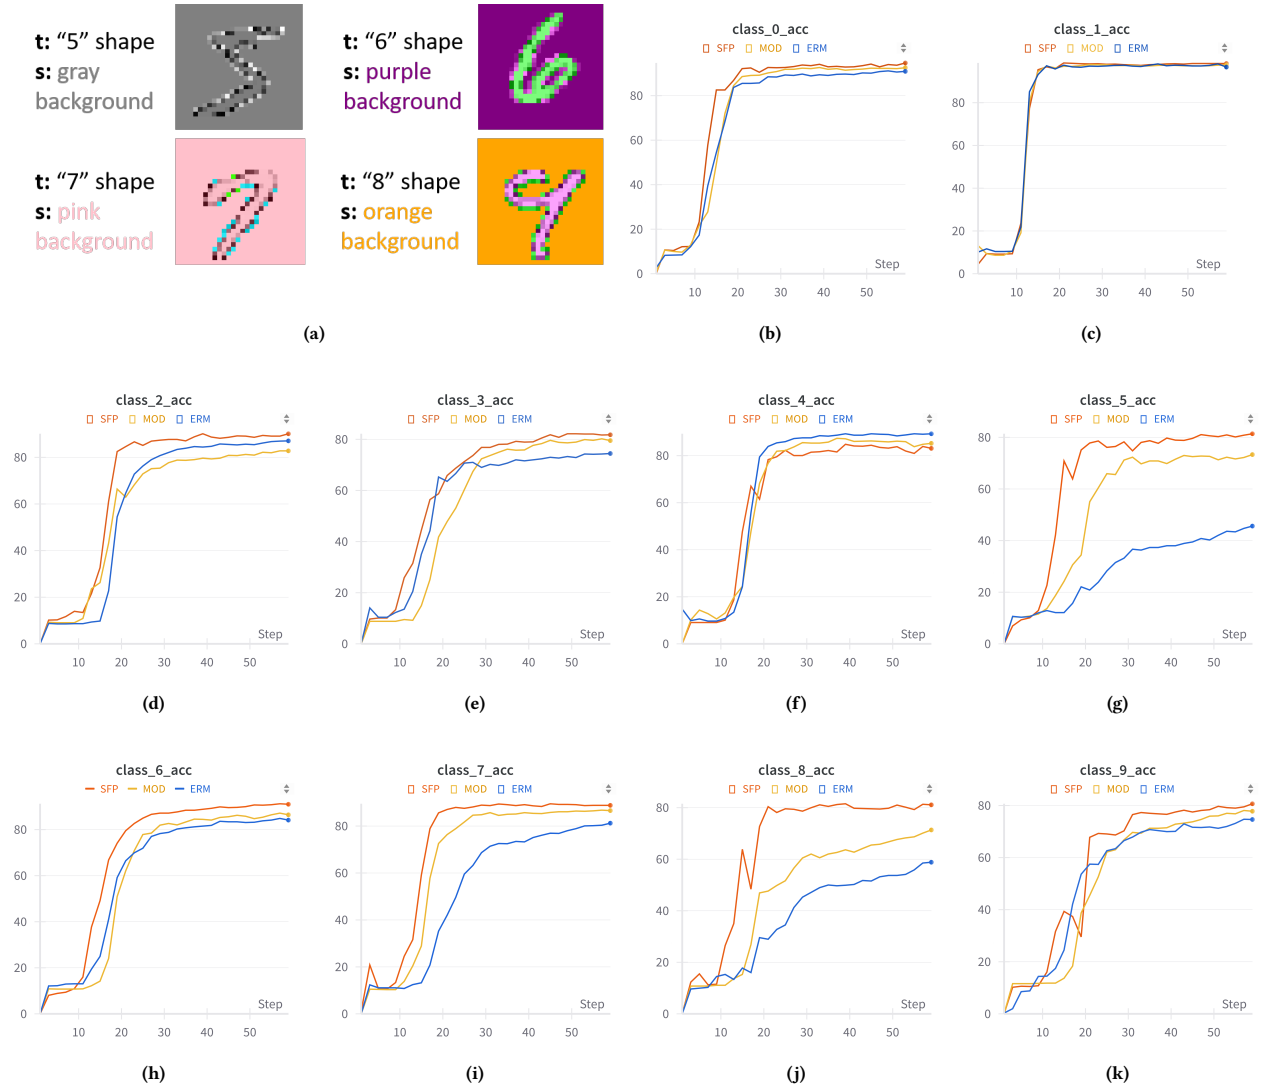 t: “5” shape
s: gray
background
t: “6” shape
s: purple
background
t: “7” shape
s: pink
background
t: “8” shape
s: orange
background
(a)
class_0_acc
SFP MOD ERM
80
60
40
20
0
Step
10 20 30 40 50
(b)
class_1_acc
SFP MOD ERM
80
60
40
20
0
Step
10 20 30 40 50
(c)
class_2_acc
SFP MOD ERM
80
60
40
20
0
Step
10 20 30 40 50
(d)
class_3_acc
SFP MOD ERM
80
60
40
20
0
Step
10 20 30 40 50
(e)
class_4_acc
SFP MOD ERM
80
60
40
20
0
Step
10 20 30 40 50
(f)
class_5_acc
SFP MOD ERM
80
60
40
20
0
Step
10 20 30 40 50
(g)
class_6_acc
SFP MOD ERM
80
60
40
20
0
Step
10 20 30 40 50
(h)
class_7_acc
SFP MOD ERM
80
60
40
20
0
Step
10 20 30 40 50
(i)
class_8_acc
SFP MOD ERM
80
60
40
20
0
Step
10 20 30 40 50
(j)
class_9_acc
SFP MOD ERM
80
60
40
20
0
Step
10 20 30 40 50
(k)